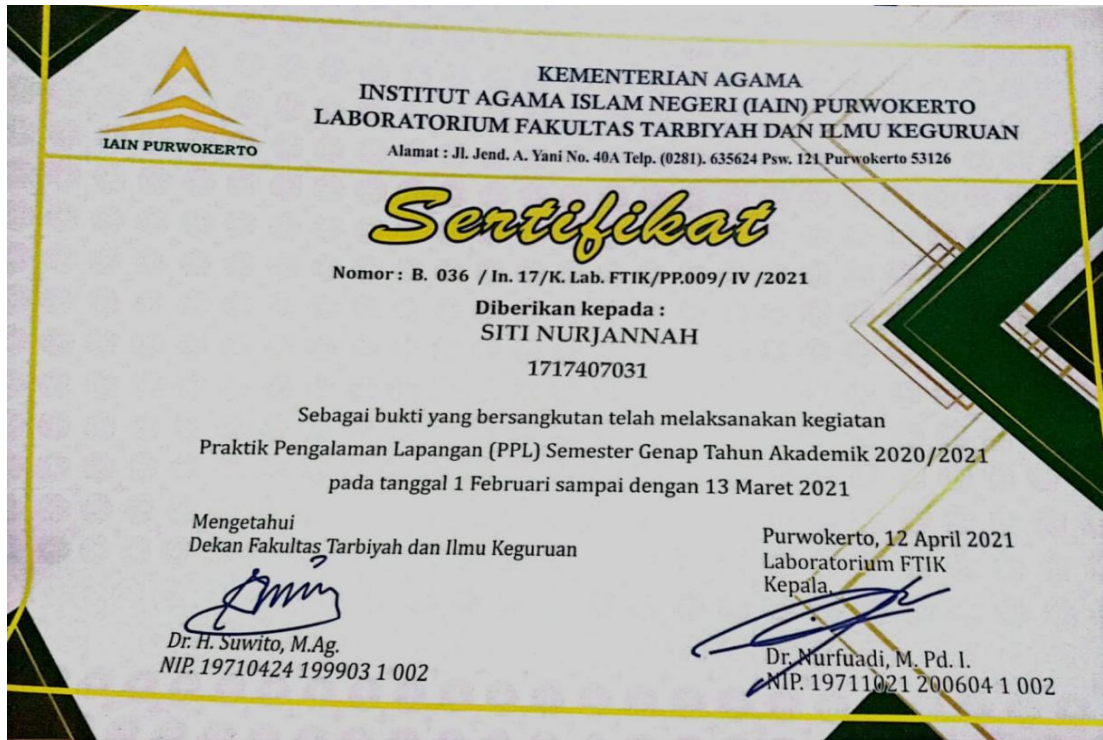 KEMENTERIAN AGAMA
INSTITUT AGAMA ISLAM NEGERI (IAIN) PURWOKERTO
LABORATORIUM FAKULTAS TARBIYAH DAN ILMU KEGURUAN
IAIN PURWOKERTO
Alamat : Jl. Jend. A. Yani No. 40A Telp. (0281). 635624 Psw. 121 Purwokerto 53126
Sertifikat
Nomor : B. 036 / In. 17/K. Lab. FTIK/PP.009/ IV /2021
Diberikan kepada :
SITI NURJANNAH
1717407031
Sebagai bukti yang bersangkutan telah melaksanakan kegiatan
Praktik Pengalaman Lapangan (PPL) Semester Genap Tahun Akademik 2020/2021
pada tanggal 1 Februari sampai dengan 13 Maret 2021
Mengetahui
Dekan Fakultas Tarbiyah dan Ilmu Keguruan
Dr. H. Suwito, M.Ag.
NIP. 19710424 199903 1 002
Purwokerto, 12 April 2021
Laboratorium FTIK
Kepala,
Dr. Nurfuadi, M. Pd. I.
NIP. 19711021 200604 1 002